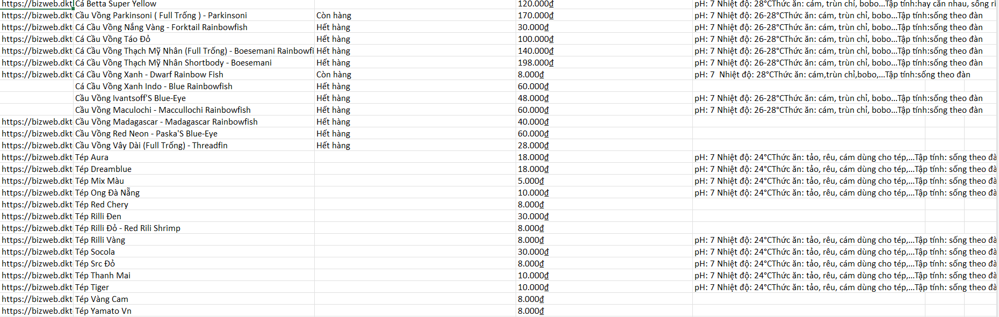 https://bizweb.dkt Cá Betta Super Yellow 120.000₫ pH: 7 Nhiệt độ: 28°CThức ăn: cám, trùn chỉ, bobo...Tập tính:hay cắn nhau, sống ri
https://bizweb.dkt Cầu Vồng Parkinsoni ( Full Trống ) - Parkinsoni Còn hàng 170.000₫ pH: 7 Nhiệt độ: 26-28°CThức ăn: cám, trùn chỉ, bobo...Tập tính:sống theo đàn
https://bizweb.dkt Cá Cầu Vồng Nắng Vàng - Forktail Rainbowfish Hết hàng 30.000₫ pH: 7 Nhiệt độ: 26-28°CThức ăn: cám, trùn chỉ, bobo...Tập tính:sống theo đàn
https://bizweb.dkt Cá Cầu Vồng Táo Đỏ Hết hàng 100.000₫ pH: 7 Nhiệt độ: 26-28°CThức ăn: cám, trùn chỉ, bobo...Tập tính:sống theo đàn
https://bizweb.dkt Cá Cầu Vồng Thạch Mỹ Nhân (Full Trống) - Boesemani Rainbowfi Hết hàng 140.000₫ pH: 7 Nhiệt độ: 26-28°CThức ăn: cám, trùn chỉ, bobo...Tập tính:sống theo đàn
https://bizweb.dkt Cá Cầu Vồng Thạch Mỹ Nhân Shortbody - Boesemani Hết hàng 198.000₫ pH: 7 Nhiệt độ: 26-28°CThức ăn: cám, trùn chỉ, bobo...Tập tính:sống theo đàn
https://bizweb.dkt Cá Cầu Vồng Xanh - Dwarf Rainbow Fish Còn hàng 8.000₫ pH: 7  Nhiệt độ: 28°CThức ăn: cám,trùn chỉ,bobo,...Tập tính:sống theo đàn
Cá Cầu Vồng Xanh Indo - Blue Rainbowfish Hết hàng 60.000₫
Cầu Vồng Ivantsoff'S Blue-Eye Hết hàng 48.000₫ pH: 7 Nhiệt độ: 26-28°CThức ăn: cám, trùn chỉ, bobo...Tập tính:sống theo đàn
Cầu Vồng Maculochi - Maccullochi Rainbowfish Hết hàng 60.000₫ pH: 7 Nhiệt độ: 26-28°CThức ăn: cám, trùn chỉ, bobo...Tập tính:sống theo đàn
https://bizweb.dkt Cầu Vồng Madagascar - Madagascar Rainbowfish Hết hàng 40.000₫
https://bizweb.dkt Cầu Vồng Red Neon - Paska'S Blue-Eye Hết hàng 60.000₫
https://bizweb.dkt Cầu Vồng Vây Dài (Full Trống) - Threadfin Hết hàng 28.000₫
https://bizweb.dkt Tép Aura 18.000₫ pH: 7 Nhiệt độ: 24°CThức ăn: tảo, rêu, cám dùng cho tép,...Tập tính: sống theo đà
https://bizweb.dkt Tép Dreamblue 18.000₫ pH: 7 Nhiệt độ: 24°CThức ăn: tảo, rêu, cám dùng cho tép,...Tập tính: sống theo đà
https://bizweb.dkt Tép Mix Màu 5.000₫ pH: 7 Nhiệt độ: 24°CThức ăn: tảo, rêu, cám dùng cho tép,...Tập tính: sống theo đà
https://bizweb.dkt Tép Ong Đà Nẵng 10.000₫ pH: 7 Nhiệt độ: 24°CThức ăn: tảo, rêu, cám dùng cho tép,...Tập tính: sống theo đà
https://bizweb.dkt Tép Red Chery 8.000₫
https://bizweb.dkt Tép Rilli Đen 30.000₫
https://bizweb.dkt Tép Rilli Đỏ - Red Rili Shrimp 8.000₫
https://bizweb.dkt Tép Rilli Vàng 8.000₫ pH: 7 Nhiệt độ: 24°CThức ăn: tảo, rêu, cám dùng cho tép,...Tập tính: sống theo đà
https://bizweb.dkt Tép Socola 30.000₫ pH: 7 Nhiệt độ: 24°CThức ăn: tảo, rêu, cám dùng cho tép,...Tập tính: sống theo đà
https://bizweb.dkt Tép Src Đỏ 8.000₫ pH: 7 Nhiệt độ: 24°CThức ăn: tảo, rêu, cám dùng cho tép,...Tập tính: sống theo đà
https://bizweb.dkt Tép Thanh Mai 10.000₫ pH: 7 Nhiệt độ: 24°CThức ăn: tảo, rêu, cám dùng cho tép,...Tập tính: sống theo đà
https://bizweb.dkt Tép Tiger 10.000₫ pH: 7 Nhiệt độ: 24°CThức ăn: tảo, rêu, cám dùng cho tép,...Tập tính: sống theo đà
https://bizweb.dkt Tép Vàng Cam 8.000₫
https://bizweb.dkt Tép Yamato Vn 8.000₫